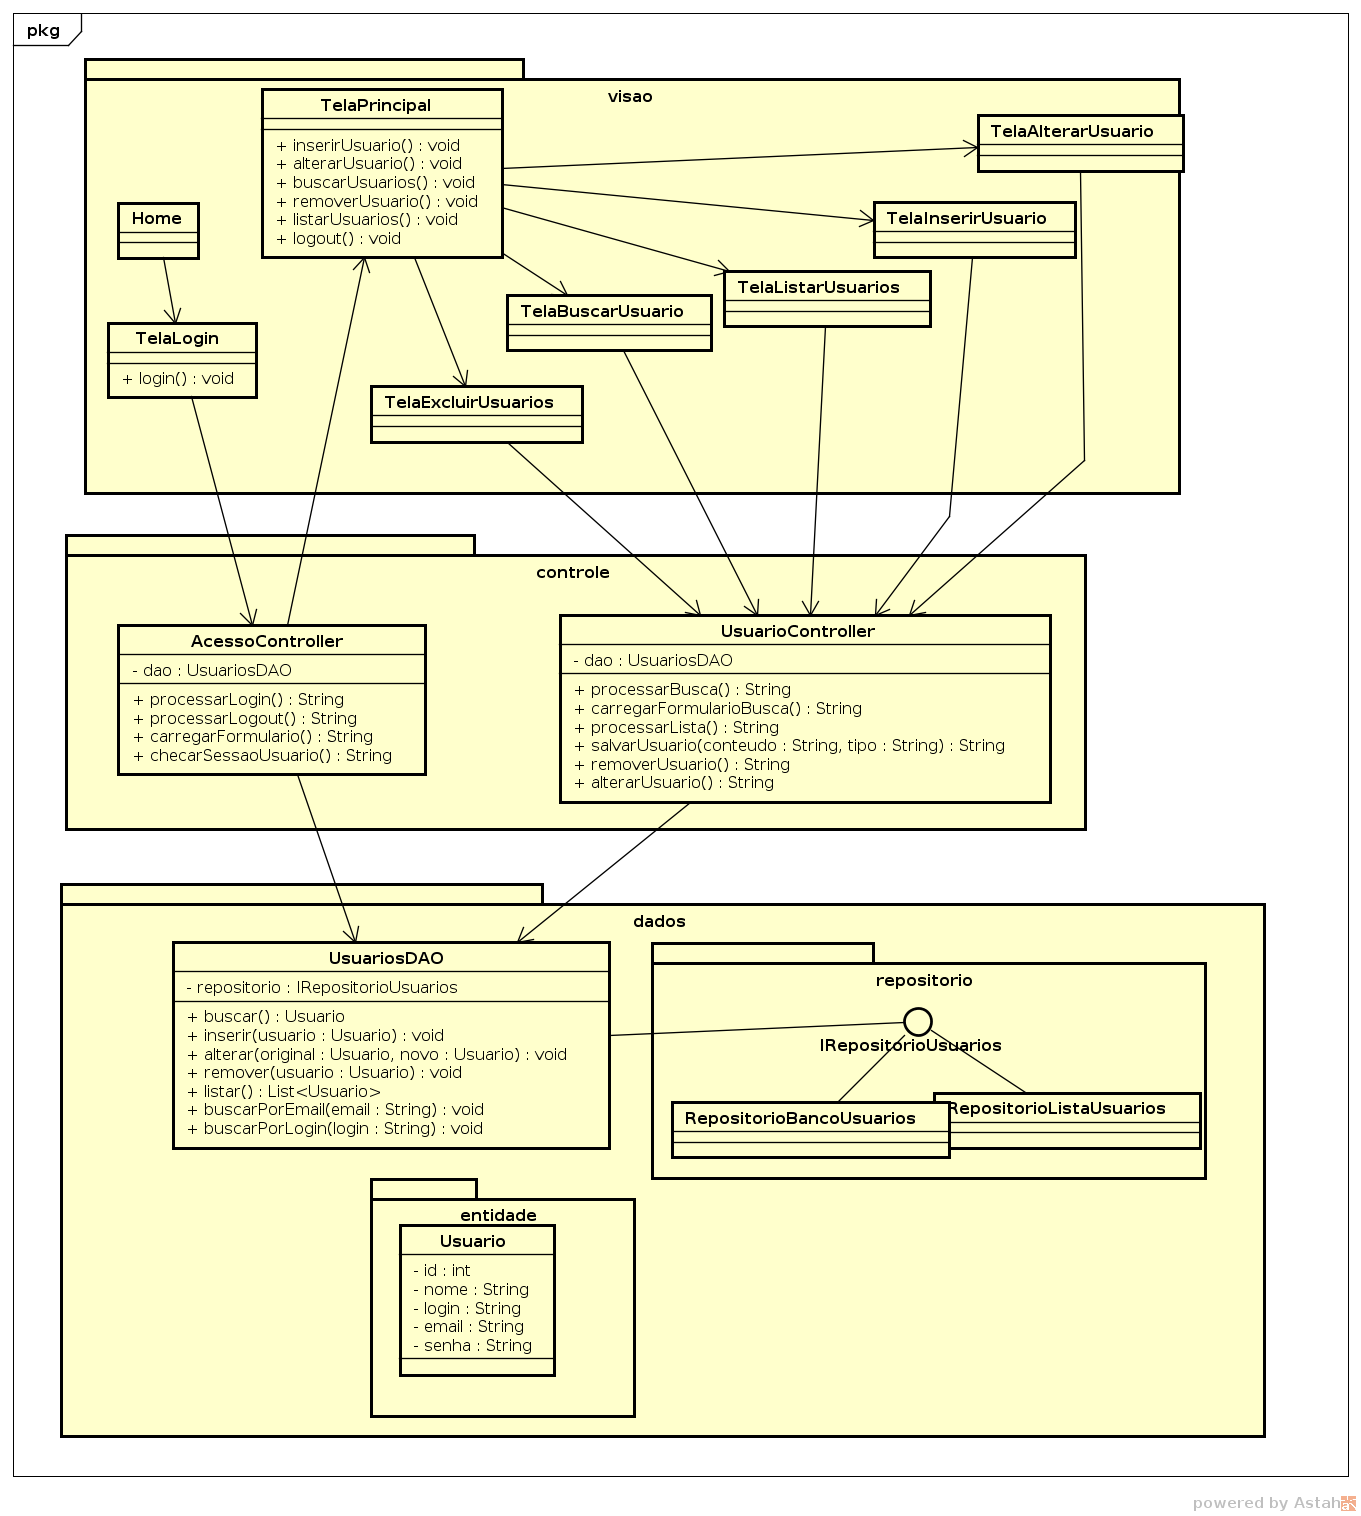 pkg
visao
TelaPrincipal
+ inserirUsuario() : void
+ alterarUsuario() : void
+ buscarUsuarios() : void
+ removerUsuario() : void
+ listarUsuarios() : void
+ logout() : void
TelaAlterarUsuario
Home
TelaInserirUsuario
TelaListarUsuarios
TelaBuscarUsuario
TelaLogin
+ login() : void
TelaExcluirUsuarios
controle
AcessoController
- dao : UsuariosDAO
+ processarLogin() : String
+ processarLogout() : String
+ carregarFormulario() : String
+ checarSessaoUsuario() : String
UsuarioController
- dao : UsuariosDAO
+ processarBusca() : String
+ carregarFormularioBusca() : String
+ processarLista() : String
+ salvarUsuario(conteudo : String, tipo : String) : String
+ removerUsuario() : String
+ alterarUsuario() : String
dados
UsuariosDAO
- repositorio : IRepositorioUsuarios
+ buscar() : Usuario
+ inserir(usuario : Usuario) : void
+ alterar(original : Usuario, novo : Usuario) : void
+ remover(usuario : Usuario) : void
+ listar() : List<Usuario>
+ buscarPorEmail(email : String) : void
+ buscarPorLogin(login : String) : void
repositorio
IRepositorioUsuarios
RepositorioBancoUsuarios
RepositorioListaUsuarios
entidade
Usuario
- id : int
- nome : String
- login : String
- email : String
- senha : String
powered by Astah